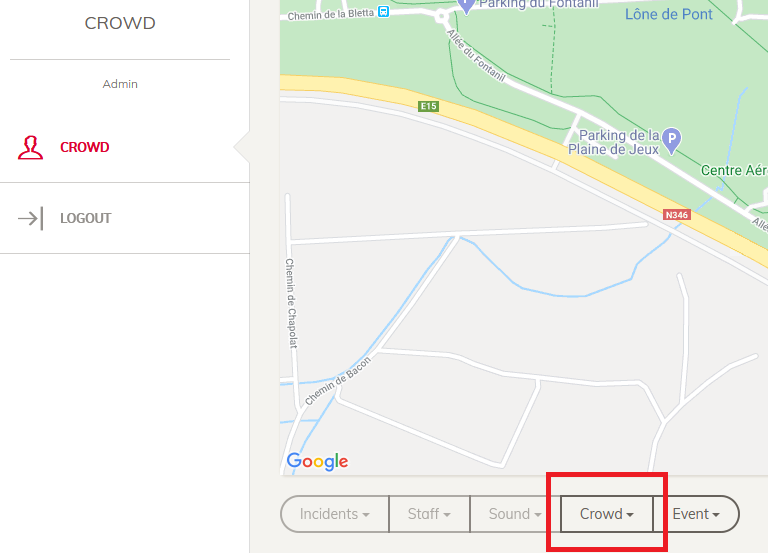 CROWD
Admin
CROWD
LOGOUT
Chemin de la Bletta
Parking du Fontanil
Lône de Pont
Allée du Fontanil
E15
Parking de la
Plaine de Jeux
Centre Aér
N346
Allé
Chemin de Chapolat
Chemin de Bacon
Google
Incidents
Staff
Sound
Crowd
Event